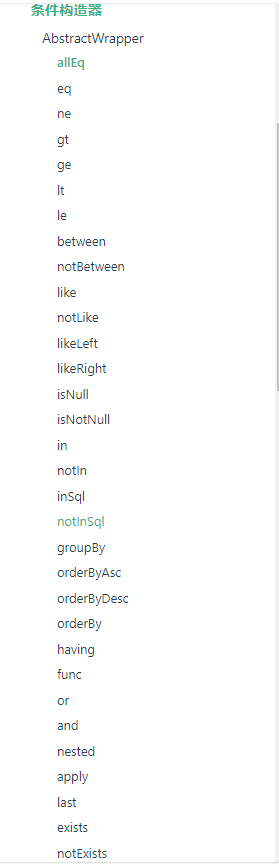 条件构造器
AbstractWrapper
allEq
eq
ne
gt
ge
lt
le
between
notBetween
like
notLike
likeLeft
likeRight
isNull
isNotNull
in
notIn
inSql
notInSql
groupBy
orderByAsc
orderByDesc
orderBy
having
func
or
and
nested
apply
last
exists
notExists